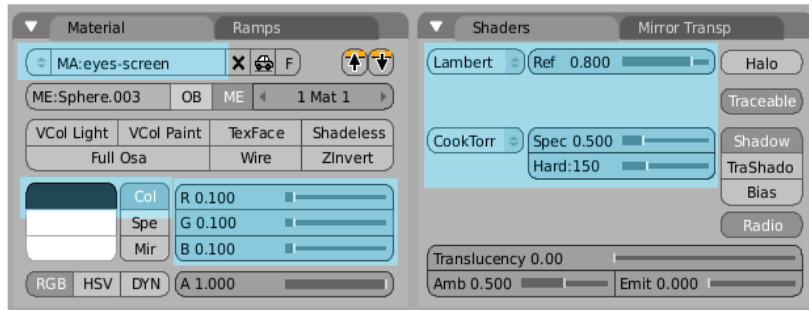 Material Ramps
MA:eyes-screen X F
ME:Sphere.003 OB ME 1 Mat 1
VCol Light VCol Paint TexFace Shadeless
Full Osa Wire ZInvert
Col R 0.100
Spe G 0.100
Mir B 0.100
RGB HSV DYN A 1.000
Shaders Mirror Transp
Lambert Ref 0.800 Halo
Traceable
CookTorr Spec 0.500 Shadow
Hard:150 TraShado
Bias
Radio
Translucency 0.00
Amb 0.500 Emit 0.000